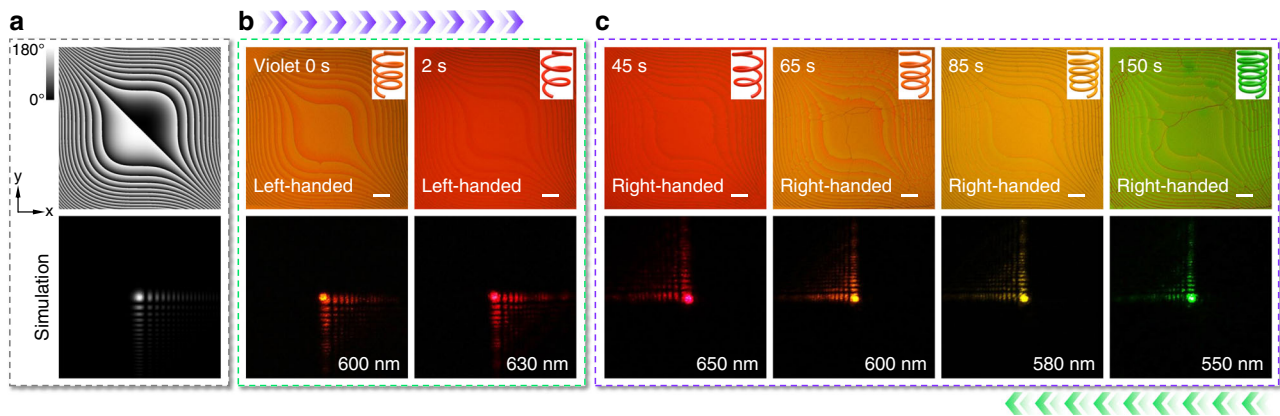 a
180°
0°
y
x
Simulation
b
Violet 0 s
Left-handed
600 nm
2 s
Left-handed
630 nm
c
45 s
Right-handed
650 nm
65 s
Right-handed
600 nm
85 s
Right-handed
580 nm
150 s
Right-handed
550 nm